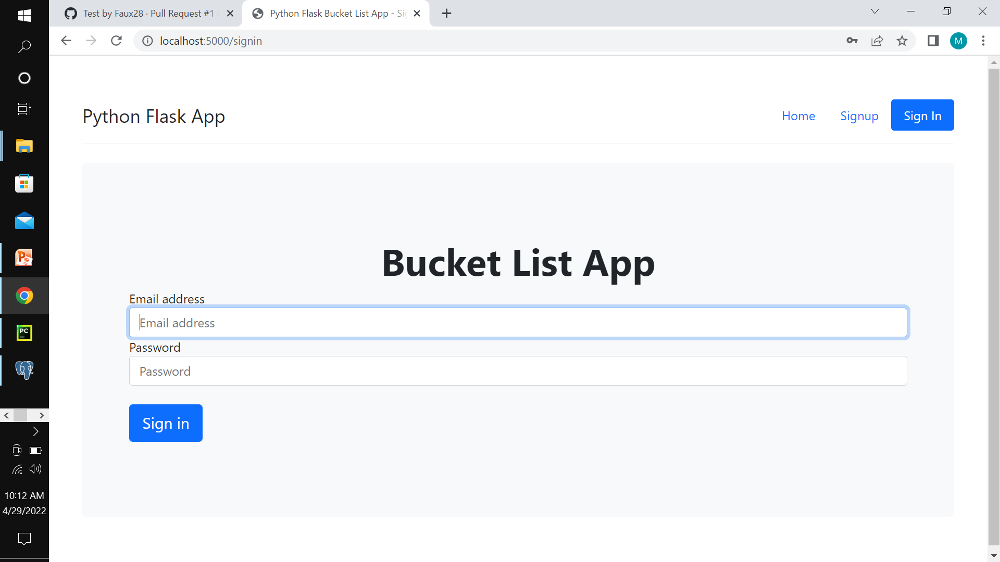 Test by Faux28 · Pull Request #1
Python Flask Bucket List App - Si
localhost:5000/signin
M
Python Flask App
Home
Signup
Sign In
Bucket List App
Email address
Email address
Password
Password
Sign in
PC
10:12 AM
4/29/2022